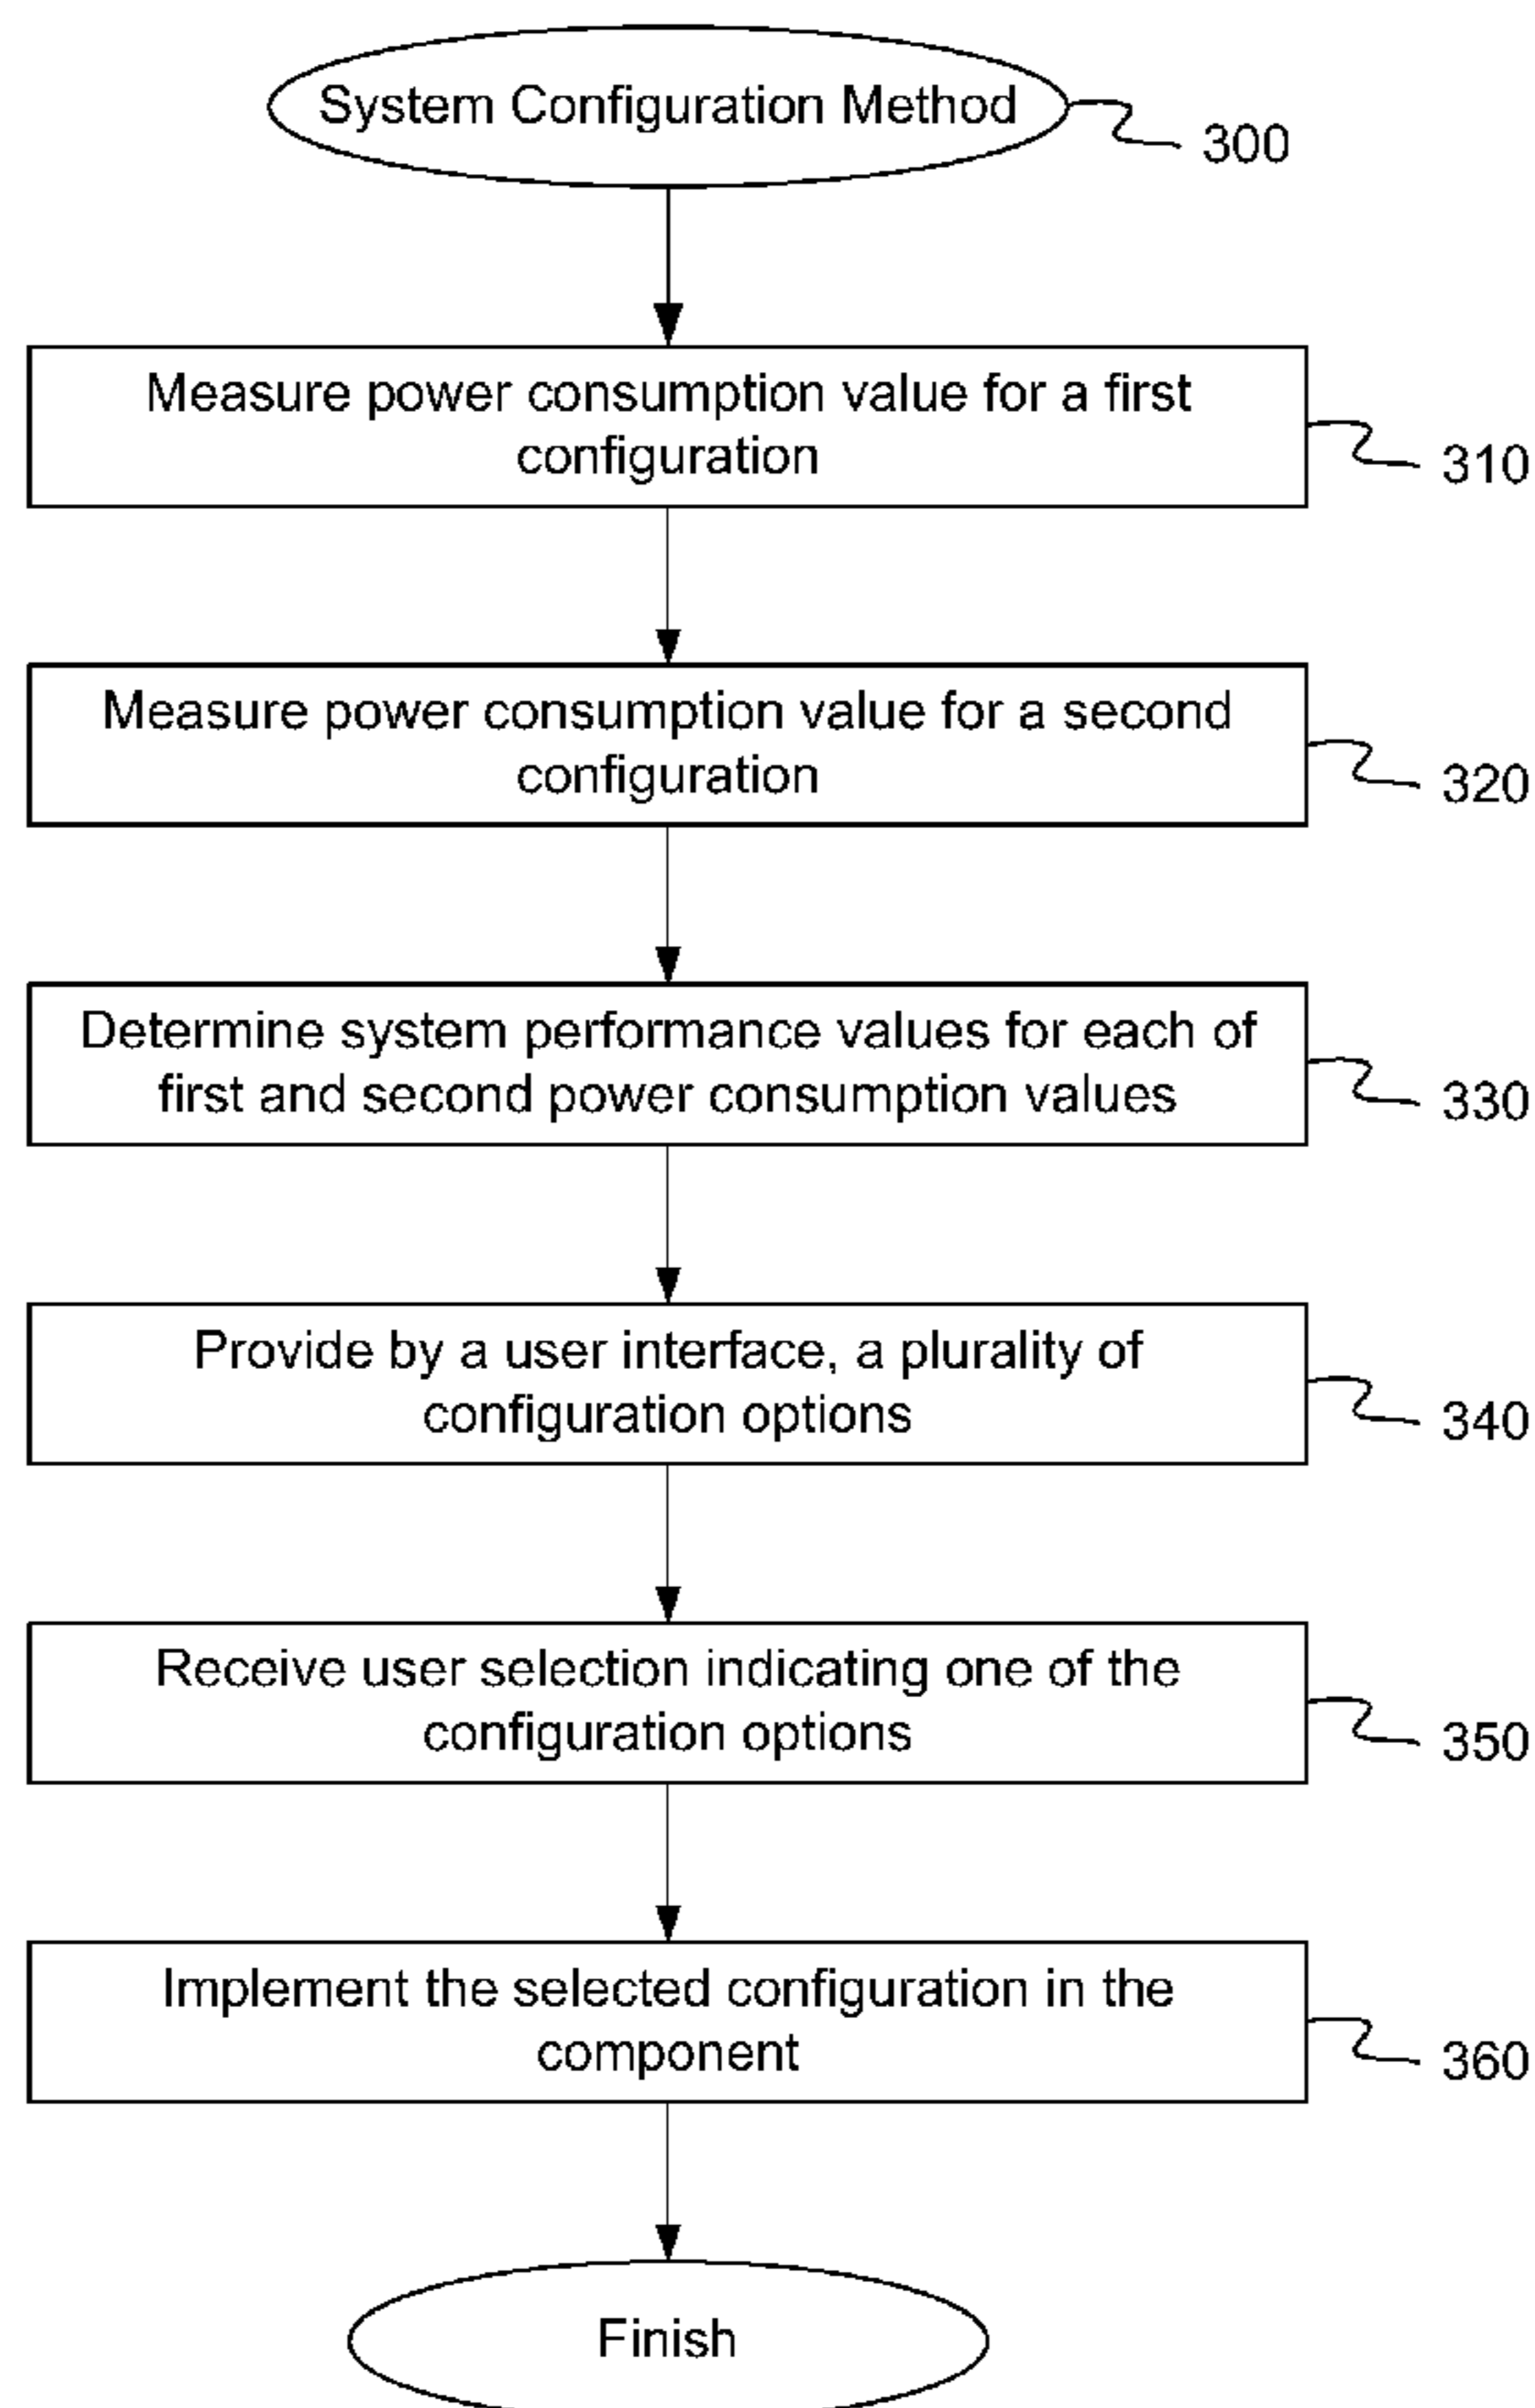 System Configuration Method
300
Measure power consumption value for a first
configuration
310
Measure power consumption value for a second
configuration
320
Determine system performance values for each of
first and second power consumption values
330
Provide by a user interface, a plurality of
configuration options
340
Receive user selection indicating one of the
configuration options
350
Implement the selected configuration in the
component
360
Finish